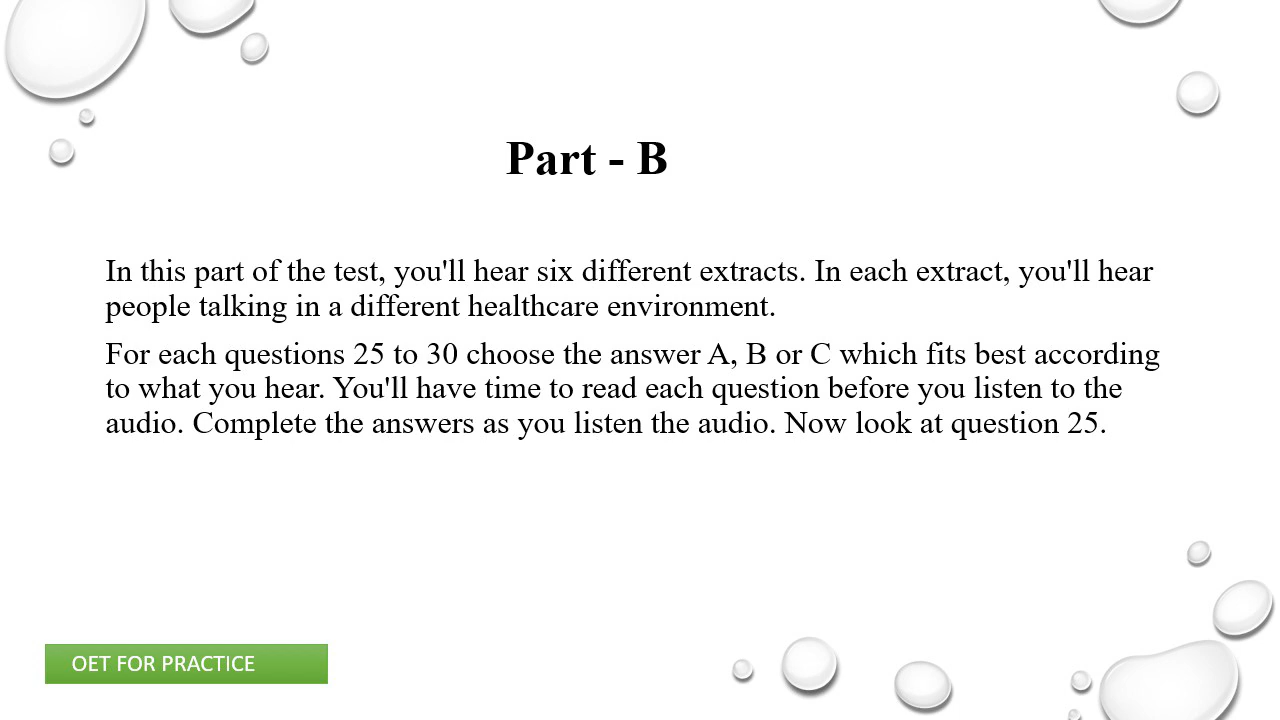 Part - B
In this part of the test, you'll hear six different extracts. In each extract, you'll hear
people talking in a different healthcare environment.
For each questions 25 to 30 choose the answer A, B or C which fits best according
to what you hear. You'll have time to read each question before you listen to the
audio. Complete the answers as you listen the audio. Now look at question 25.
OET FOR PRACTICE